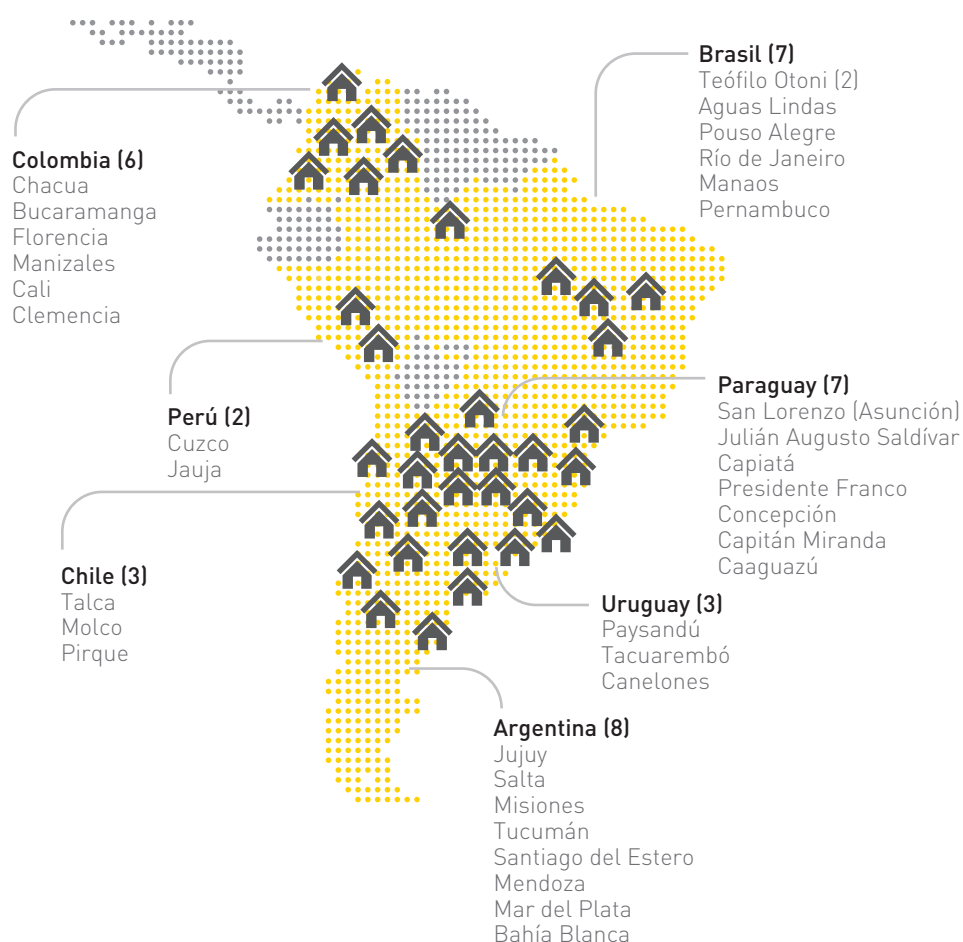 Brasil (7)
Teófilo Otoni (2)
Aguas Lindas
Pouso Alegre
Río de Janeiro
Manaos
Pernambuco
Colombia (6)
Chacua
Bucaramanga
Florencia
Manizales
Cali
Clemencia
Perú (2)
Cuzco
Jauja
Paraguay (7)
San Lorenzo (Asunción)
Julián Augusto Saldívar
Capiatá
Presidente Franco
Concepción
Capitán Miranda
Caaguazú
Chile (3)
Talca
Molco
Pirque
Uruguay (3)
Paysandú
Tacuarembó
Canelones
Argentina (8)
Jujuy
Salta
Misiones
Tucumán
Santiago del Estero
Mendoza
Mar del Plata
Bahía Blanca